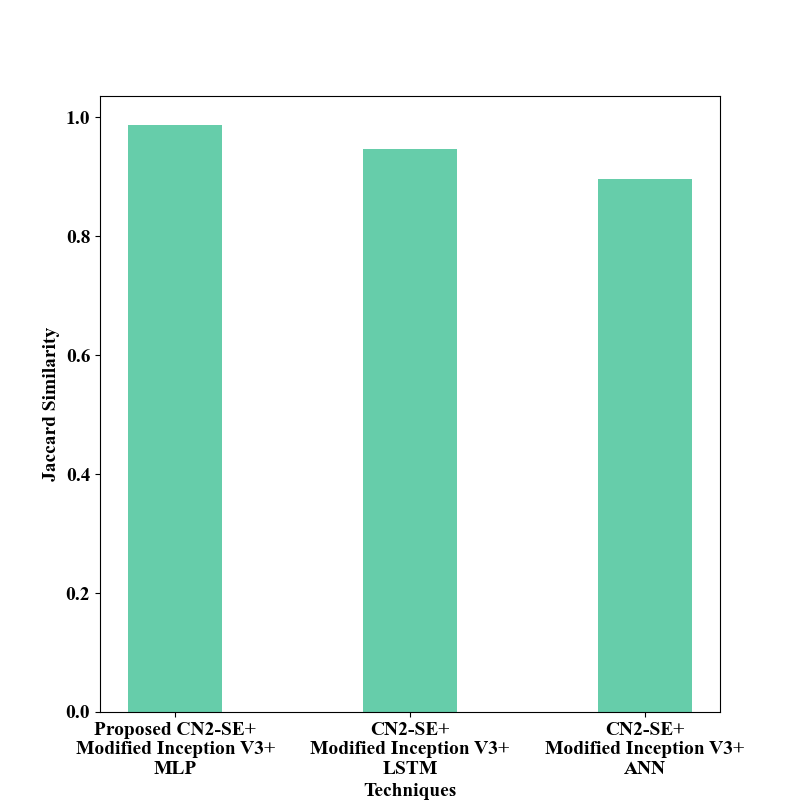 Jaccard Similarity
1.0
0.8
0.6
0.4
0.2
0.0
Proposed CN2-SE+
Modified Inception V3+
MLP
CN2-SE+
Modified Inception V3+
LSTM
CN2-SE+
Modified Inception V3+
ANN
Techniques